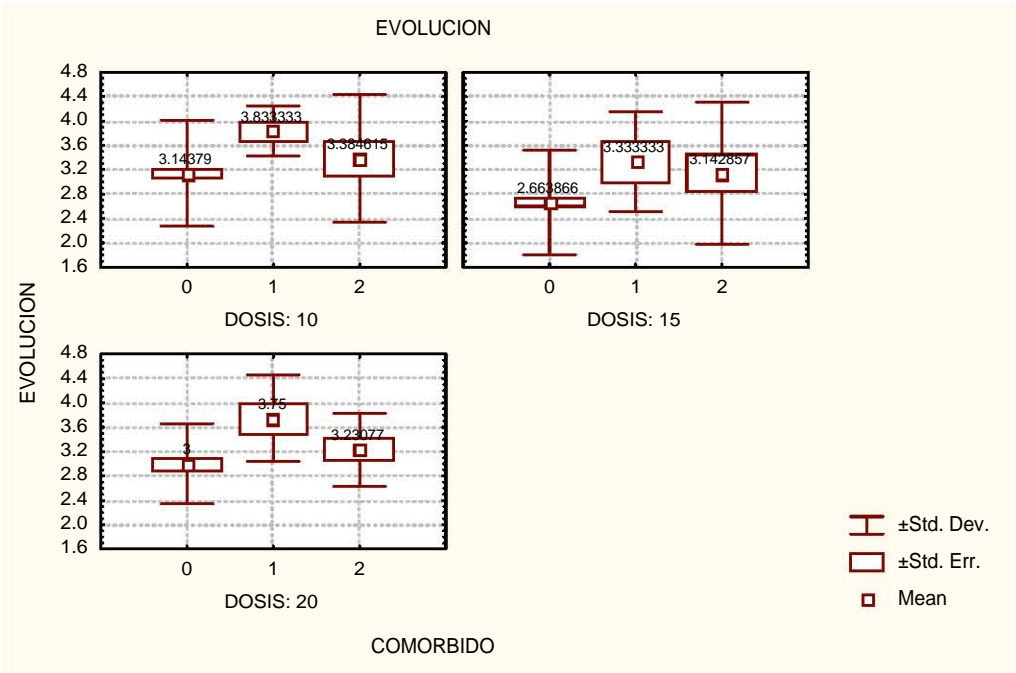 EVOLUCION
4.8
4.4
4.0
3.6
3.2
2.8
2.4
2.0
1.6
3.14379
3.833333
3.384615
0 1 2
DOSIS: 10
2.663866
3.333333
3.142857
0 1 2
DOSIS: 15
EVOLUCION
4.8
4.4
4.0
3.6
3.2
2.8
2.4
2.0
1.6
3
3.75
3.23077
0 1 2
DOSIS: 20
±Std. Dev.
±Std. Err.
Mean
COMORBIDO